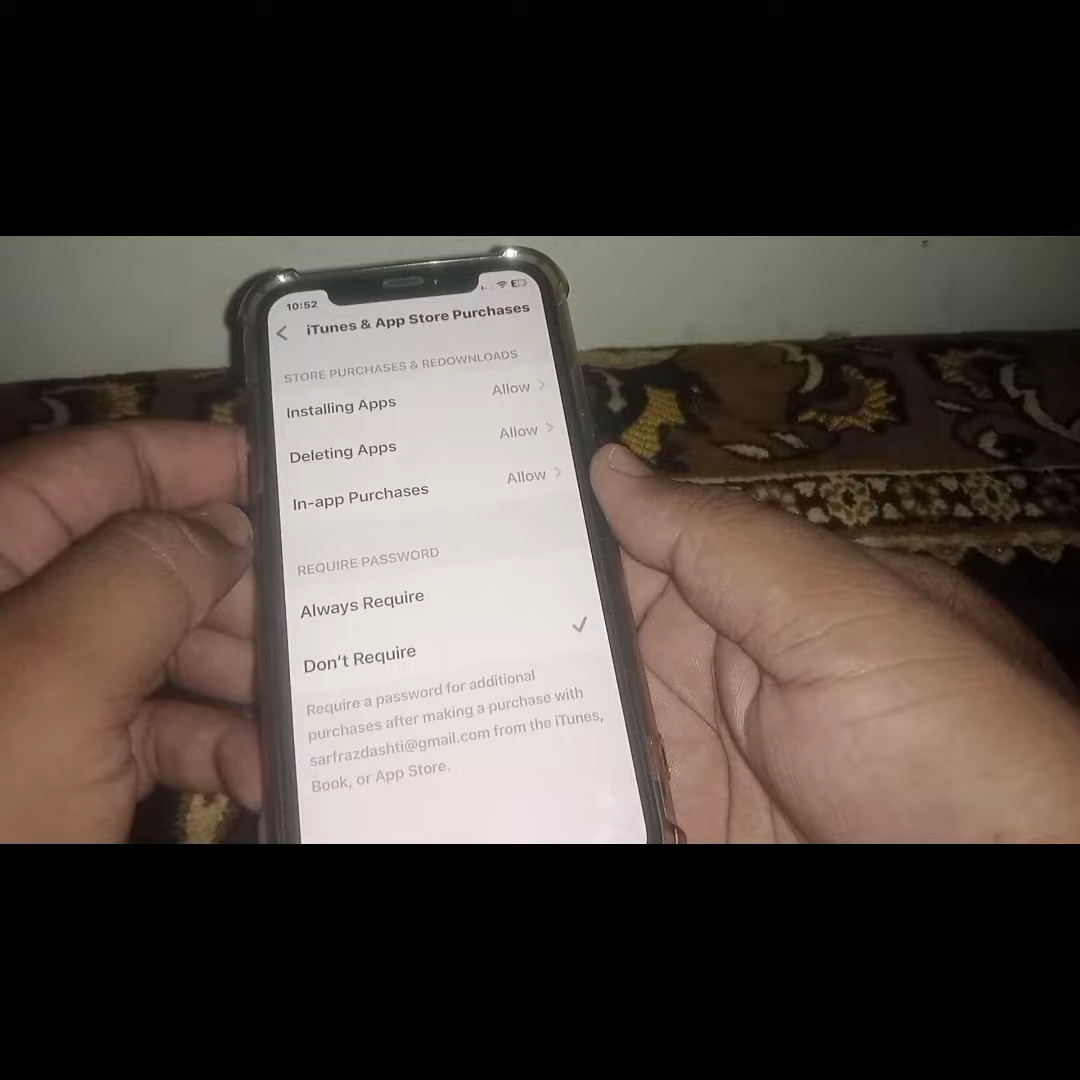 10:52
iTunes & App Store Purchases
STORE PURCHASES & REDOWNLOADS
Installing Apps Allow
Deleting Apps Allow
In-app Purchases Allow
REQUIRE PASSWORD
Always Require
Don't Require
Require a password for additional
purchases after making a purchase with
sarfrazdashti@gmail.com from the iTunes,
Book, or App Store.